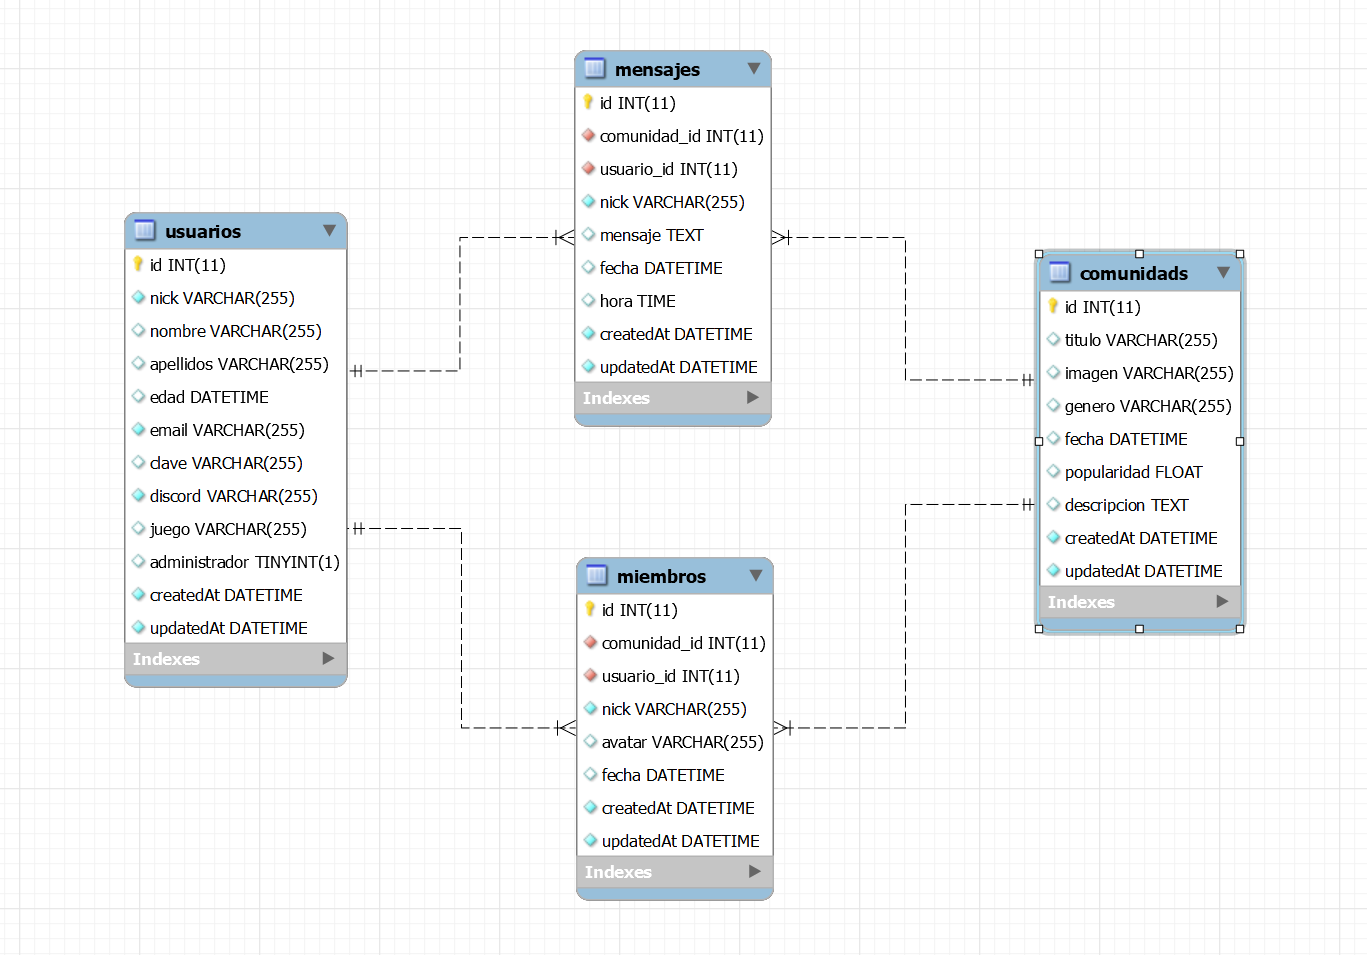 mensajes
id INT(11)
comunidad_id INT(11)
usuario_id INT(11)
nick VARCHAR(255)
mensaje TEXT
fecha DATETIME
hora TIME
createdAt DATETIME
updatedAt DATETIME
Indexes
usuarios
id INT(11)
nick VARCHAR(255)
nombre VARCHAR(255)
apellidos VARCHAR(255)
edad DATETIME
email VARCHAR(255)
clave VARCHAR(255)
discord VARCHAR(255)
juego VARCHAR(255)
administrador TINYINT(1)
createdAt DATETIME
updatedAt DATETIME
Indexes
comunidads
id INT(11)
titulo VARCHAR(255)
imagen VARCHAR(255)
genero VARCHAR(255)
fecha DATETIME
popularidad FLOAT
descripcion TEXT
createdAt DATETIME
updatedAt DATETIME
Indexes
miembros
id INT(11)
comunidad_id INT(11)
usuario_id INT(11)
nick VARCHAR(255)
avatar VARCHAR(255)
fecha DATETIME
createdAt DATETIME
updatedAt DATETIME
Indexes